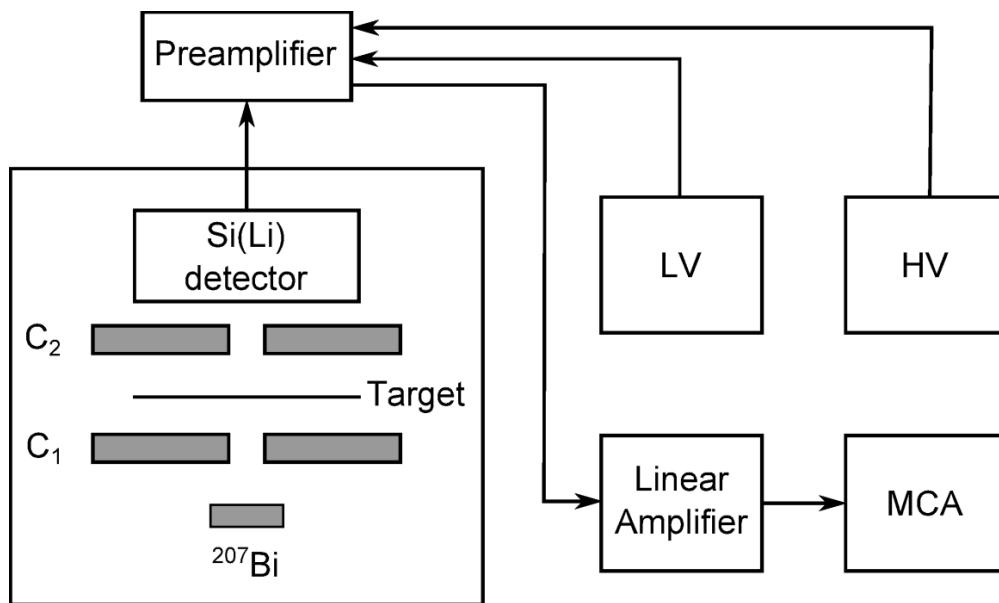 Preamplifier
Si(Li)
detector
LV
HV
C₂
Target
C₁
Linear
Amplifier
MCA
²⁰⁷Bi